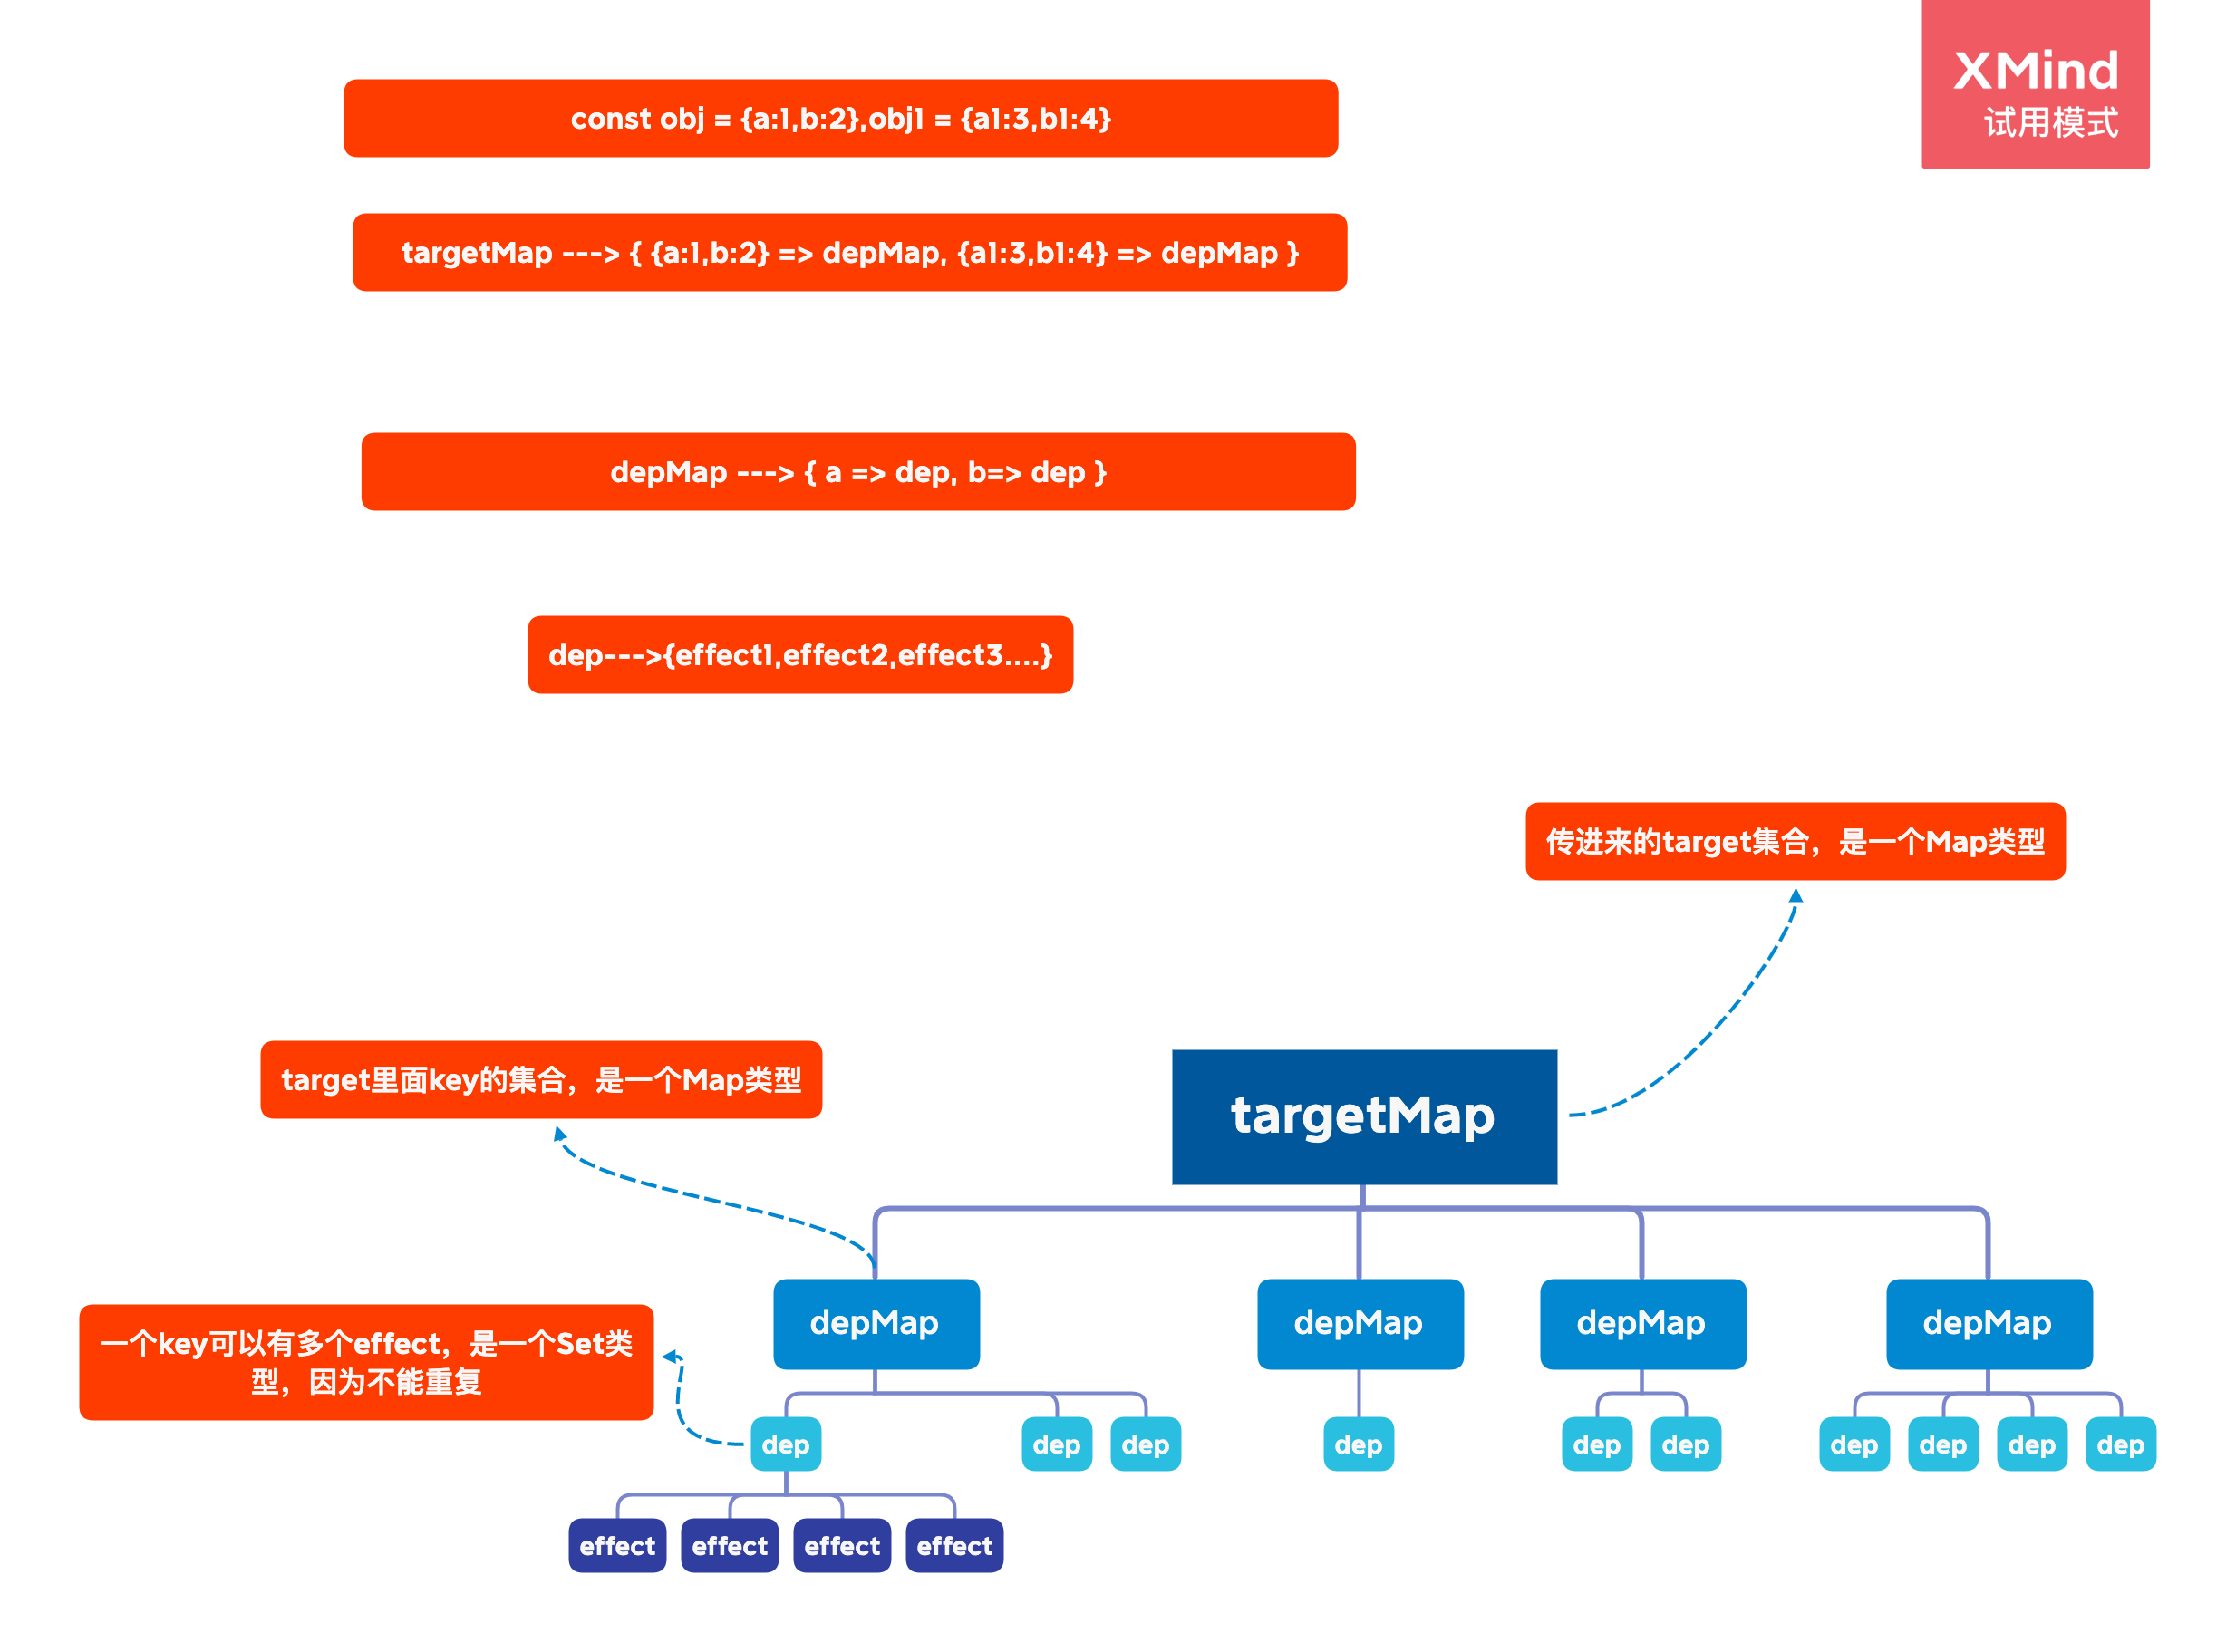 XMind
试用模式
const obj = {a:1,b:2},obj1 = {a1:3,b1:4}
targetMap ---> { {a:1,b:2} => depMap, {a1:3,b1:4} => depMap }
depMap ---> { a => dep, b=> dep }
dep--->{effect1,effect2,effect3....}
传进来的target集合，是一个Map类型
target里面key的集合，是一个Map类型
targetMap
depMap
depMap
depMap
depMap
一个key可以有多个effect，是一个Set类
型，因为不能重复
dep
dep
dep
dep
dep
dep
dep
dep
dep
dep
effect
effect
effect
effect